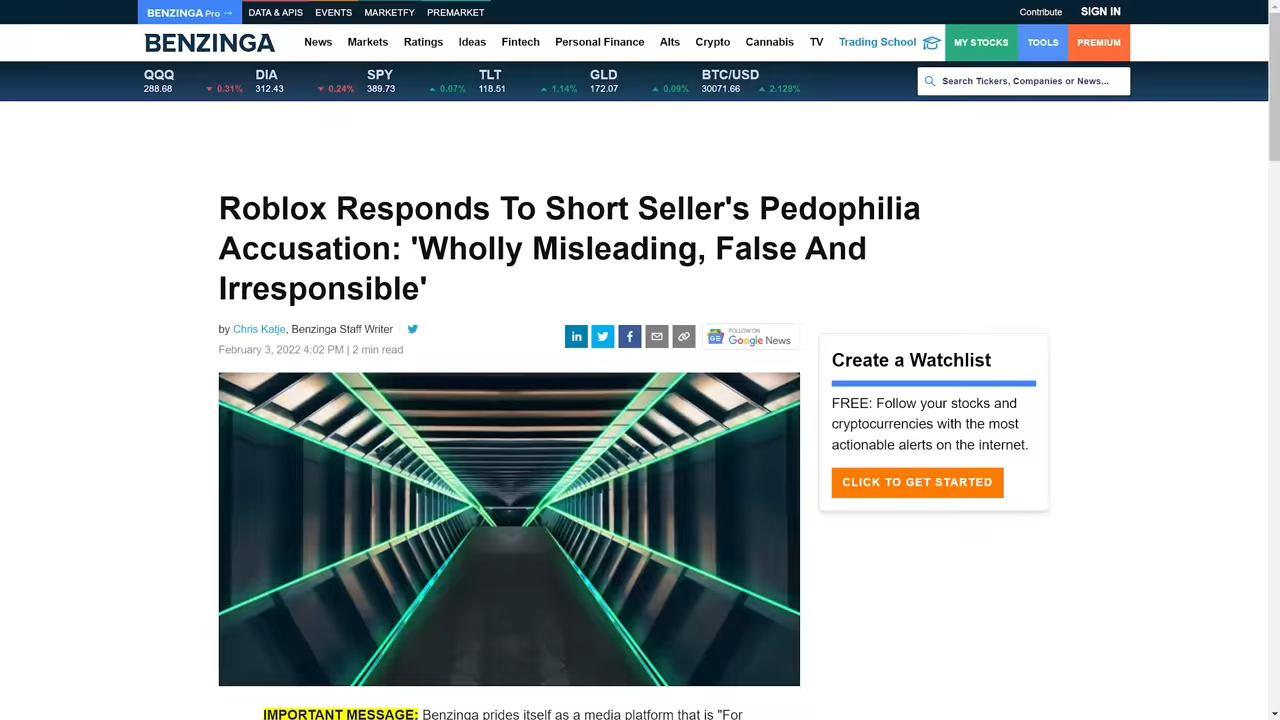 BENZINGA Pro → DATA & APIS EVENTS MARKETFY PREMARKET Contribute SIGN IN
BENZINGA News Markets Ratings Ideas Fintech Personal Finance Alts Crypto Cannabis TV Trading School MY STOCKS TOOLS PREMIUM
QQQ DIA SPY TLT GLD BTC/USD
288.68 ▼ 0.31% 312.43 ▼ 0.24% 389.73 ▲ 0.07% 118.51 ▲ 1.14% 172.07 ▲ 0.09% 30071.66 ▲ 2.128%
Search Tickers, Companies or News...
Roblox Responds To Short Seller's Pedophilia
Accusation: 'Wholly Misleading, False And
Irresponsible'
by Chris Katje, Benzinga Staff Writer
February 3, 2022 4:02 PM | 2 min read
in f GE FOLLOW ON
Google News
Create a Watchlist
FREE: Follow your stocks and
cryptocurrencies with the most
actionable alerts on the internet.
CLICK TO GET STARTED
IMPORTANT MESSAGE: Benzinga prides itself as a media platform that is "For